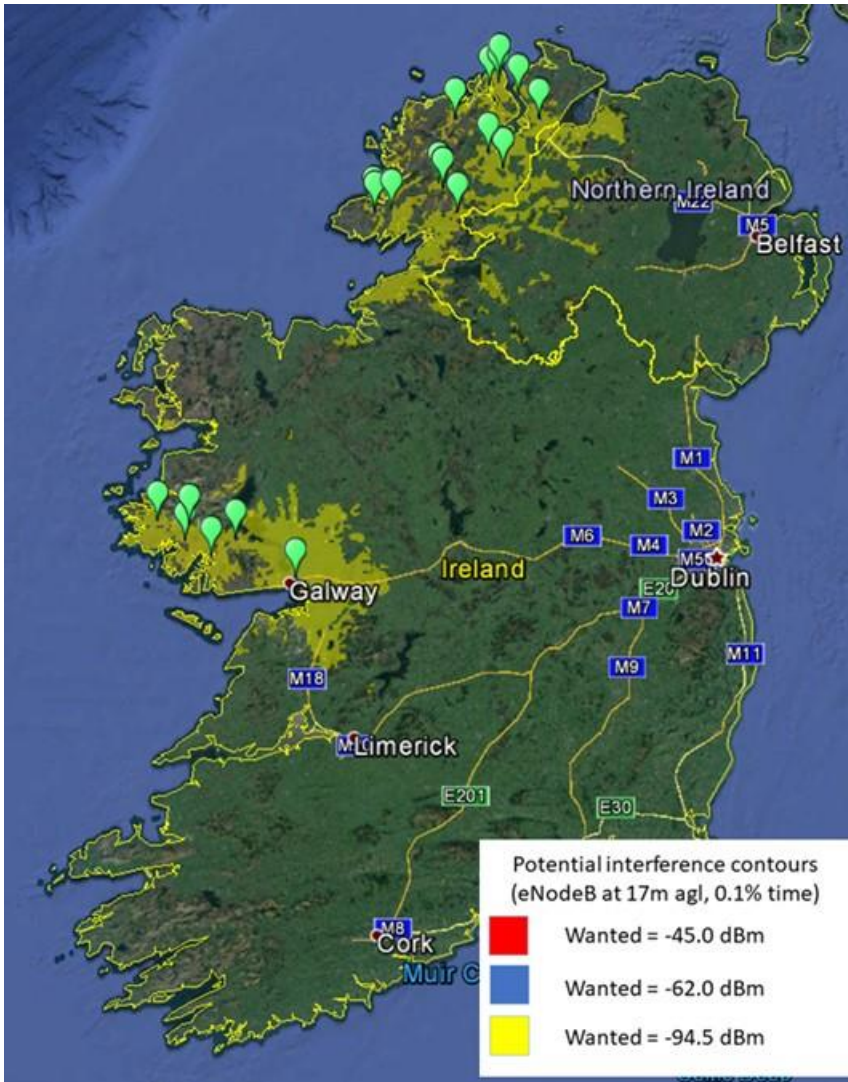 Northern Ireland
M22
M5
Belfast
M1
M3
M2
M6
M4
M50
Ireland
Dublin
E20
Galway
M7
M9
M11
M18
Limerick
E201
E30
M8
Cork
Muir C
Potential interference contours
(eNodeB at 17m agl, 0.1% time)
Wanted = -45.0 dBm
Wanted = -62.0 dBm
Wanted = -94.5 dBm